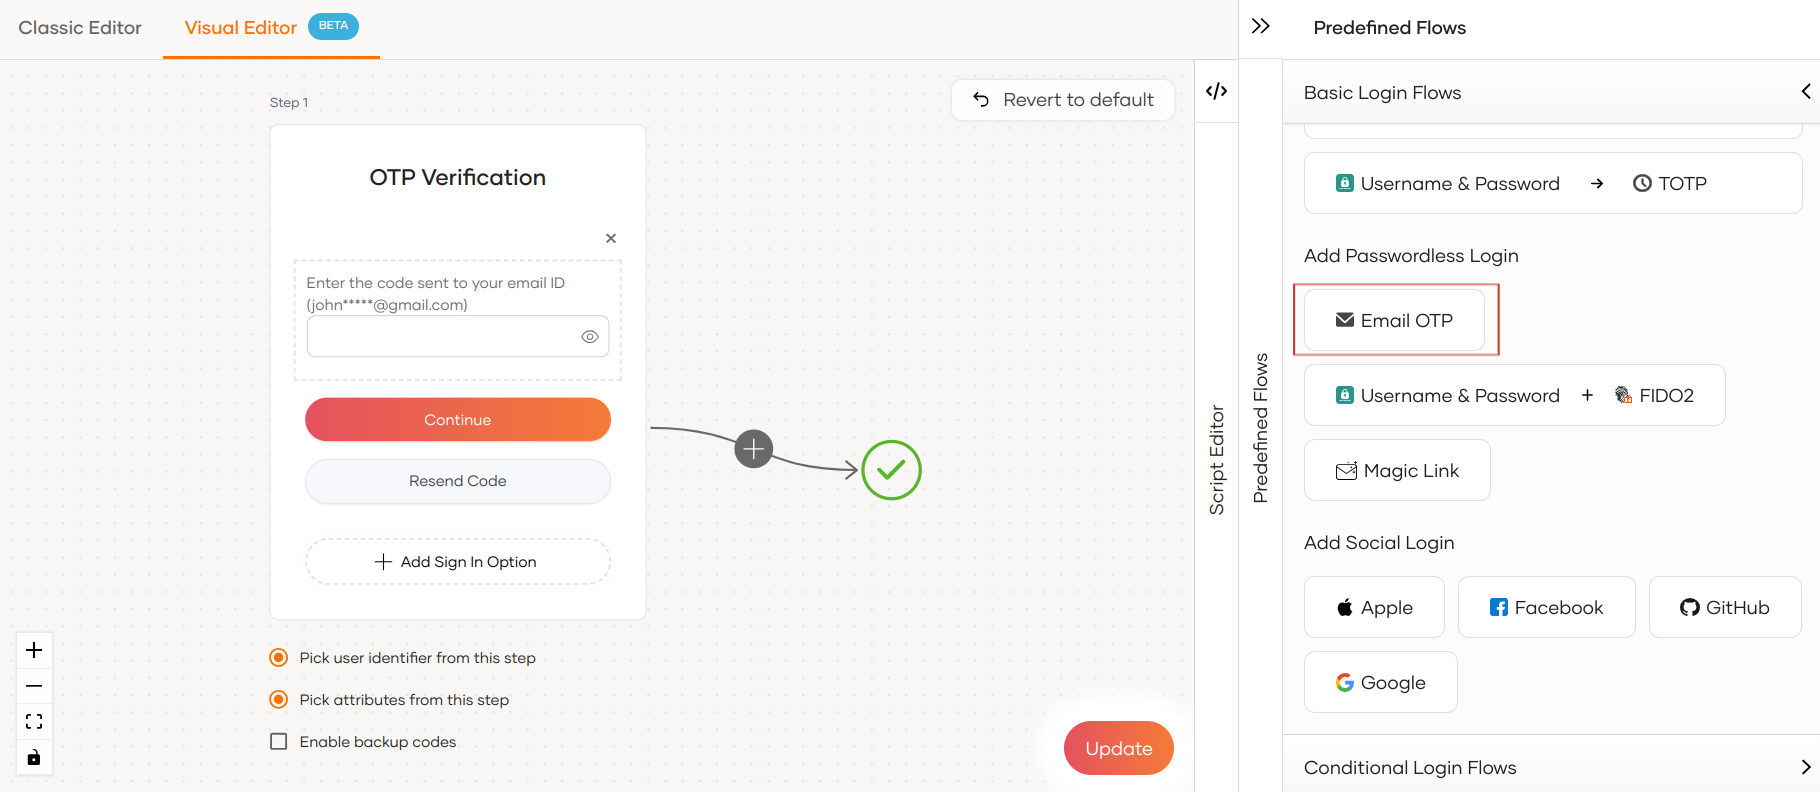 Classic Editor
Visual Editor
BETA
Predefined Flows
Step 1
Revert to default
</>
Basic Login Flows
OTP Verification
Enter the code sent to your email ID
(john*****@gmail.com)
Continue
Resend Code
Add Sign In Option
Pick user identifier from this step
Pick attributes from this step
Enable backup codes
Update
Script Editor
Predefined Flows
Username & Password → TOTP
Add Passwordless Login
Email OTP
Username & Password + FIDO2
Magic Link
Add Social Login
Apple
Facebook
GitHub
Google
Conditional Login Flows